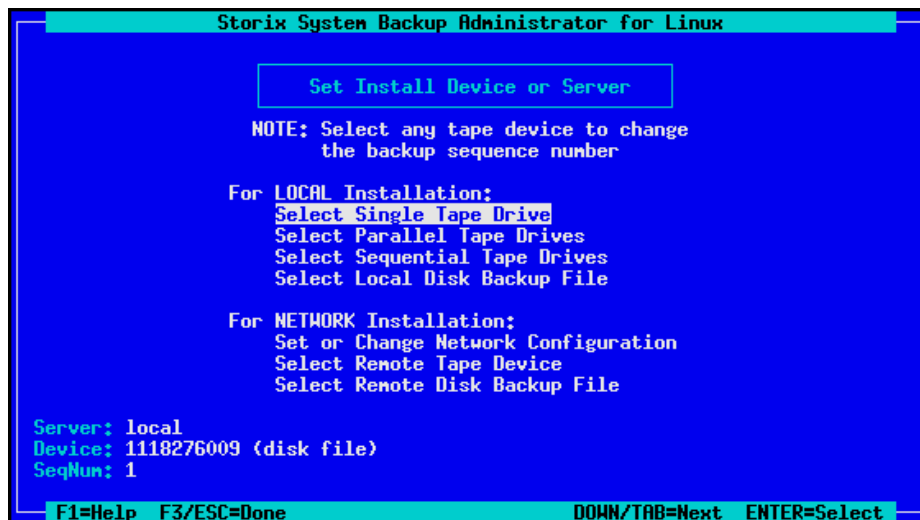 Storix System Backup Administrator for Linux
Set Install Device or Server
NOTE: Select any tape device to change
the backup sequence number
For LOCAL Installation:
Select Single Tape Drive
Select Parallel Tape Drives
Select Sequential Tape Drives
Select Local Disk Backup File
For NETWORK Installation:
Set or Change Network Configuration
Select Remote Tape Device
Select Remote Disk Backup File
Server: local
Device: 1118276009 (disk file)
SeqNum: 1
F1=Help F3/ESC=Done DOWN/TAB=Next ENTER=Select